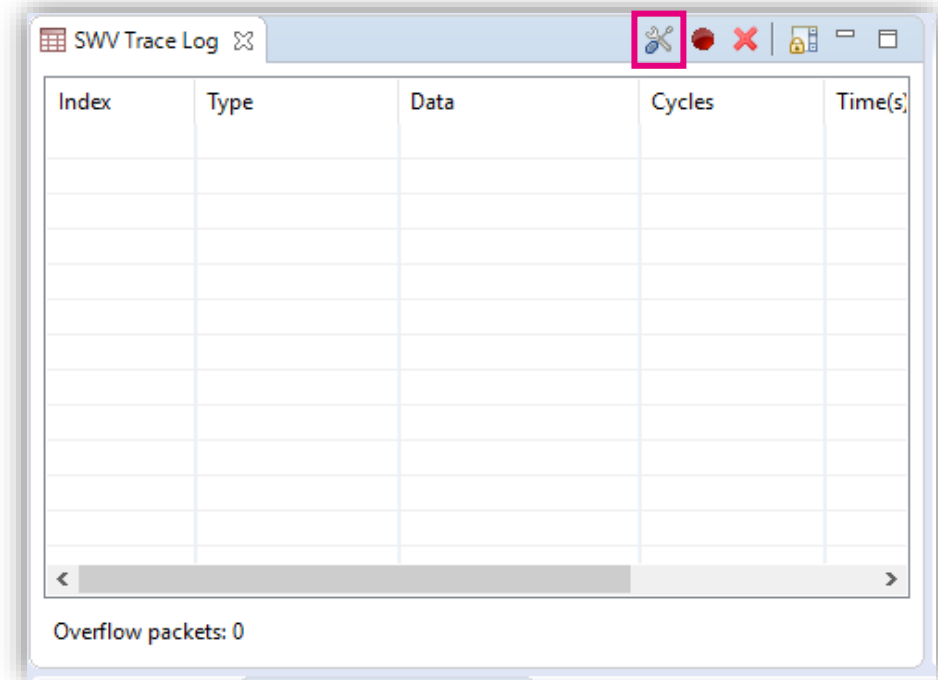 SWV Trace Log
Index Type Data Cycles Time(s)
Overflow packets: 0